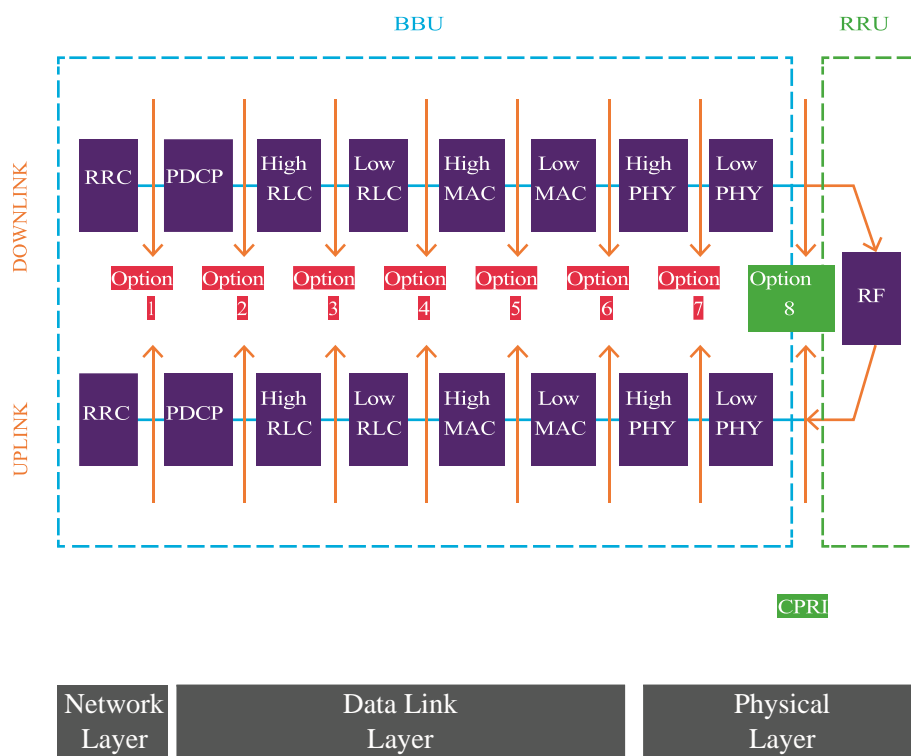 BBU
RRU
DOWNLINK
RRC
PDCP
High
RLC
Low
RLC
High
MAC
Low
MAC
High
PHY
Low
PHY
Option
1
Option
2
Option
3
Option
4
Option
5
Option
6
Option
7
Option
8
RF
UPLINK
RRC
PDCP
High
RLC
Low
RLC
High
MAC
Low
MAC
High
PHY
Low
PHY
CPRI
Network
Layer
Data Link
Layer
Physical
Layer